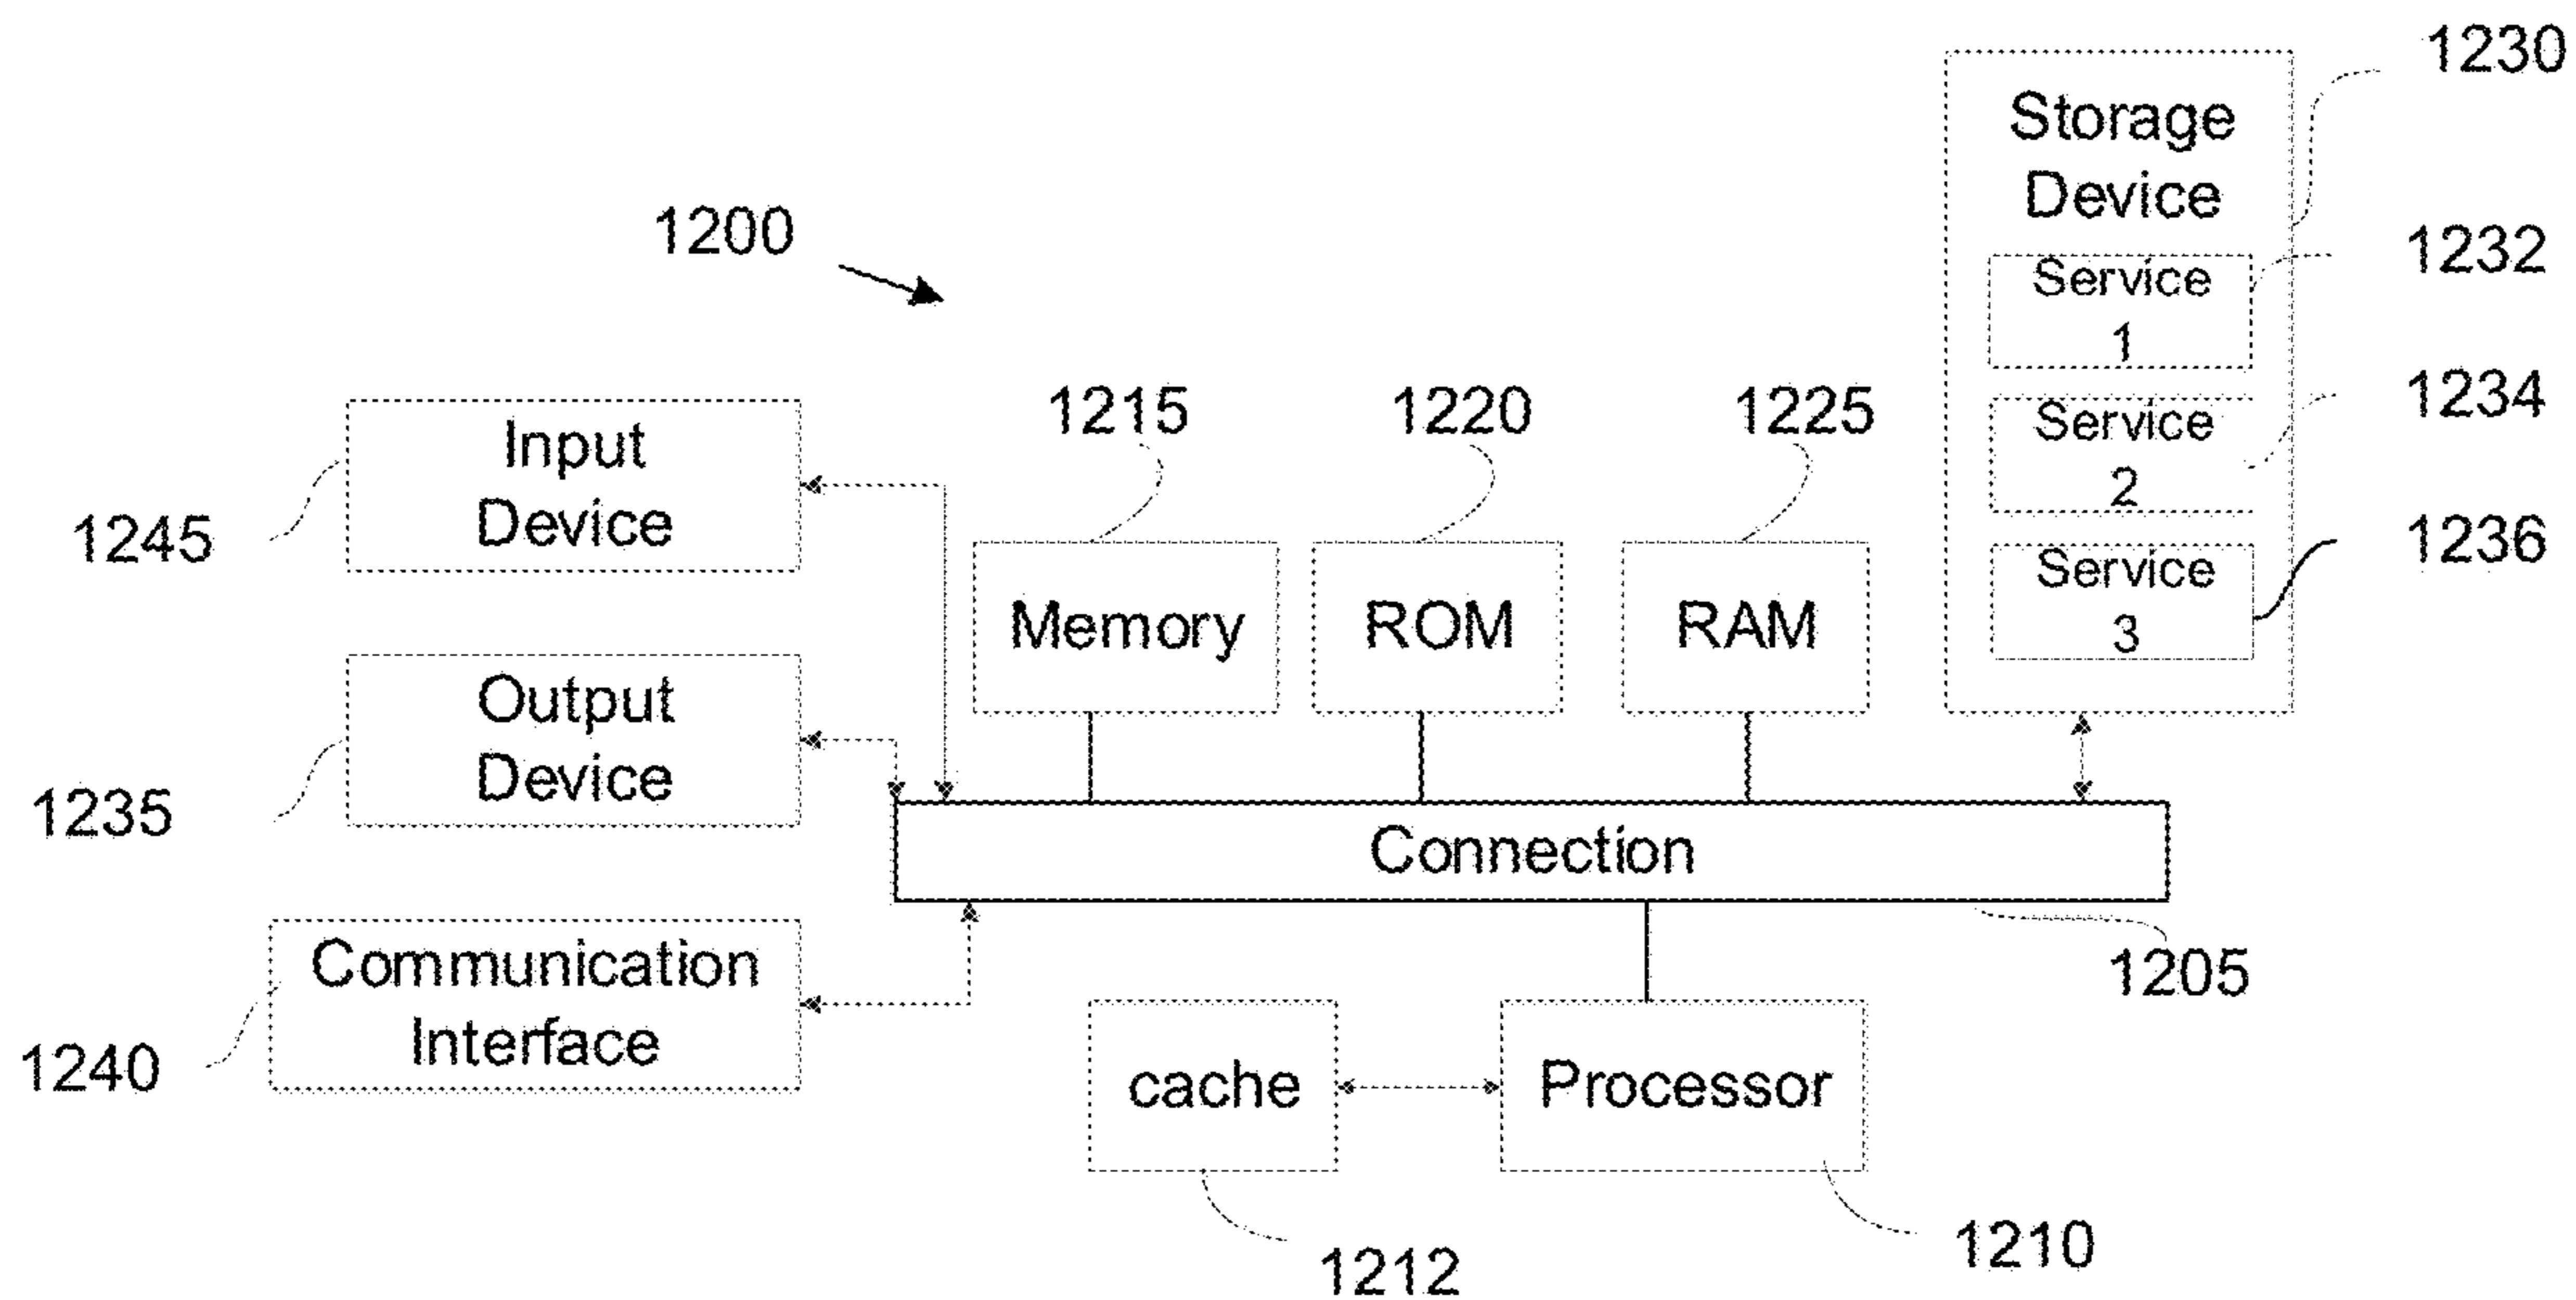 1230
Storage
Device
1200
1232
Service
1
1215
1220
1225
1234
Service
2
Input
Device
1245
1236
Service
3
Memory
ROM
RAM
Output
Device
1235
Connection
Communication
Interface
1205
1240
cache
Processor
1210
1212